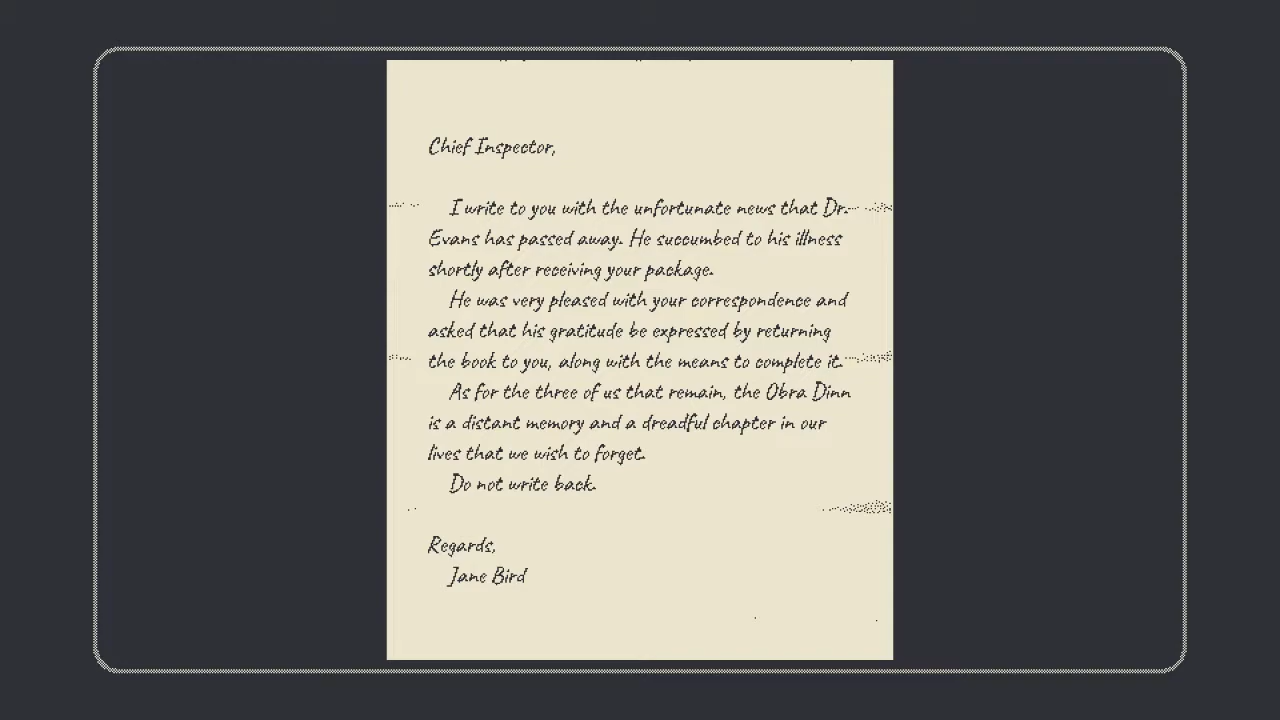 Chief Inspector,
I write to you with the unfortunate news that Dr.
Evans has passed away. He succumbed to his illness
shortly after receiving your package.
He was very pleased with your correspondence and
asked that his gratitude be expressed by returning
the book to you, along with the means to complete it.
As for the three of us that remain, the Obra Dinn
is a distant memory and a dreadful chapter in our
lives that we wish to forget.
Do not write back.
Regards,
Jane Bird